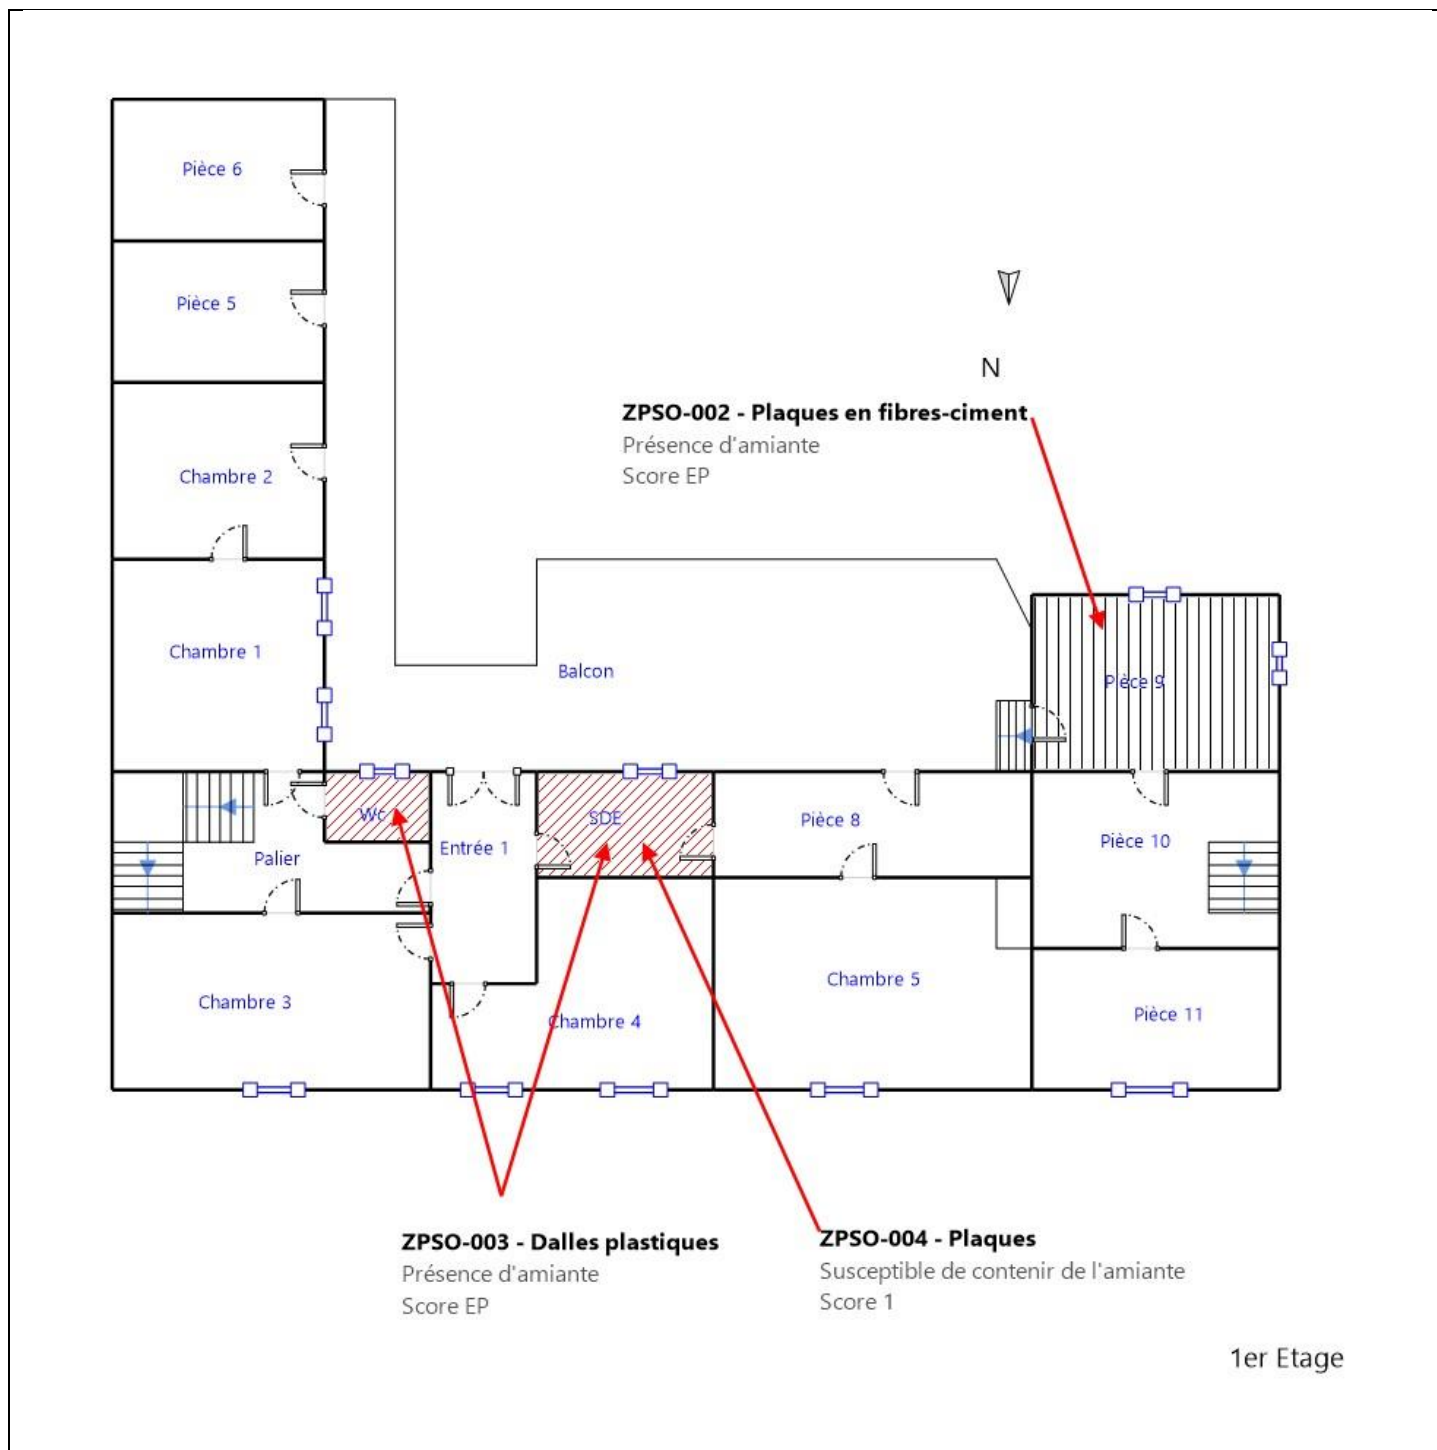 Pièce 6
Pièce 5
N
ZPSO-002 - Plaques en fibres-ciment
Présence d'amiante
Score EP
Chambre 2
Chambre 1
Balcon
Pièce 9
Wc
SDE
Pièce 8
Entrée 1
Pièce 10
Palier
Chambre 3
Chambre 4
Chambre 5
Pièce 11
ZPSO-003 - Dalles plastiques
Présence d'amiante
Score EP
ZPSO-004 - Plaques
Susceptible de contenir de l'amiante
Score 1
1er Etage